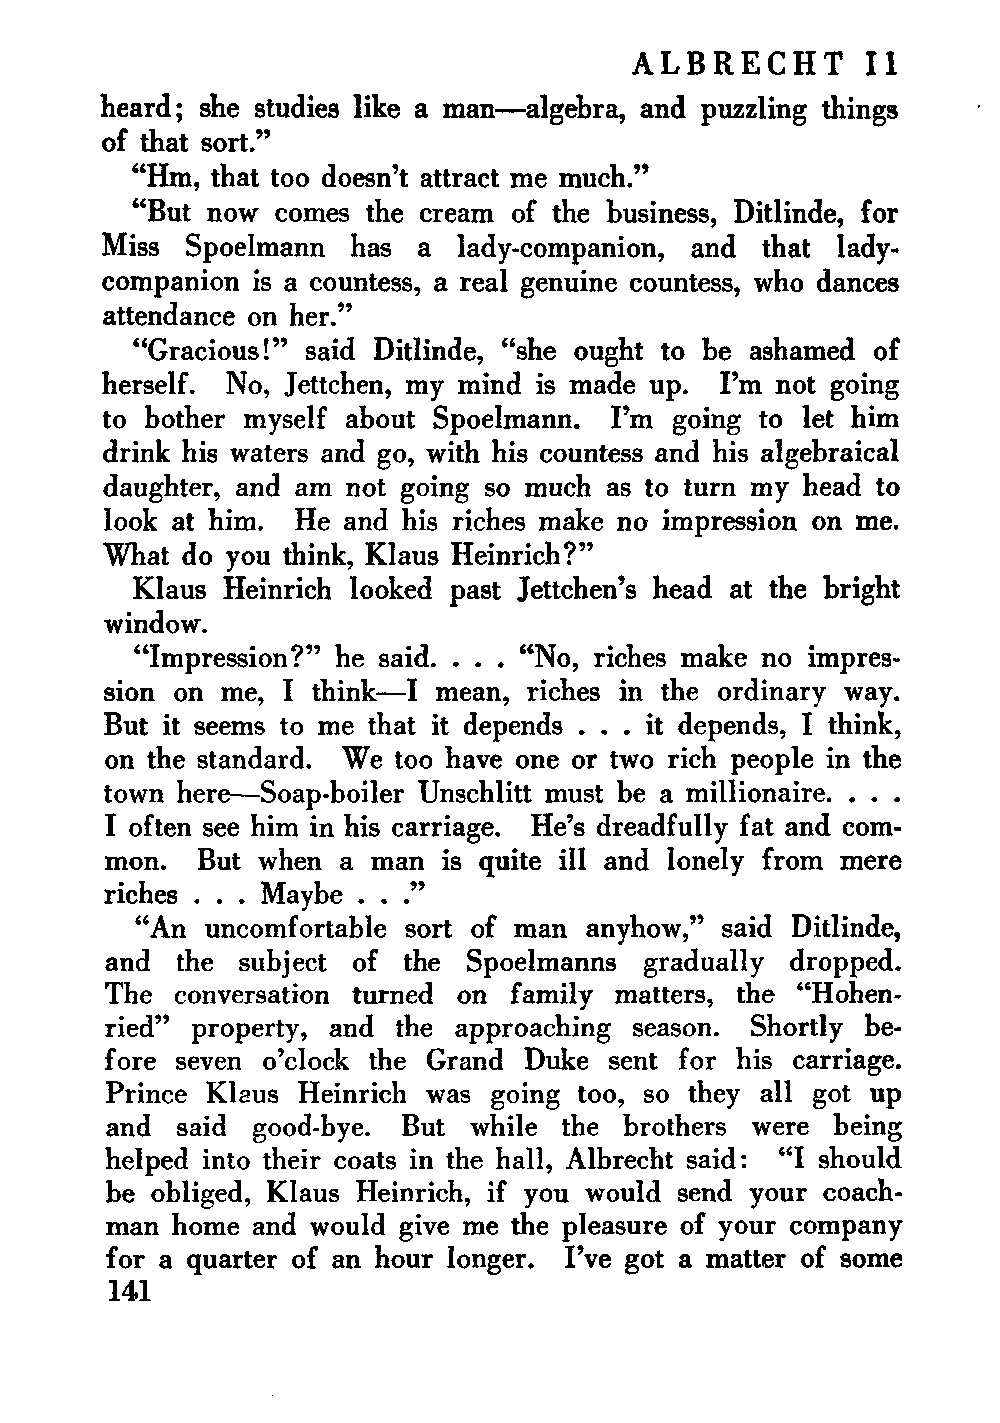 ALBRECHT II
heard; she studies like a man—algebra, and puzzling things
of that sort.”
“Hm, that too doesn’t attract me much.”
“But now comes the cream of the business, Ditlinde, for
Miss Spoelmann has a lady-companion, and that lady-
companion is a countess, a real genuine countess, who dances
attendance on her.”
“Gracious!” said Ditlinde, “she ought to be ashamed of
herself. No, Jettchen, my mind is made up. I’m not going
to bother myself about Spoelmann. I’m going to let him
drink his waters and go, with his countess and his algebraical
daughter, and am not going so much as to turn my head to
look at him. He and his riches make no impression on me.
What do you think, Klaus Heinrich?”
Klaus Heinrich looked past Jettchen’s head at the bright
window.
“Impression?” he said. . . . “No, riches make no impres-
sion on me, I think—I mean, riches in the ordinary way.
But it seems to me that it depends . . . it depends, I think,
on the standard. We too have one or two rich people in the
town here—Soap-boiler Unschlitt must be a millionaire. . . .
I often see him in his carriage. He’s dreadfully fat and com-
mon. But when a man is quite ill and lonely from mere
riches . . . Maybe . . .”
“An uncomfortable sort of man anyhow,” said Ditlinde,
and the subject of the Spoelmanns gradually dropped.
The conversation turned on family matters, the “Hohen-
ried” property, and the approaching season. Shortly be-
fore seven o’clock the Grand Duke sent for his carriage.
Prince Klaus Heinrich was going too, so they all got up
and said good-bye. But while the brothers were being
helped into their coats in the hall, Albrecht said: “I should
be obliged, Klaus Heinrich, if you would send your coach-
man home and would give me the pleasure of your company
for a quarter of an hour longer. I’ve got a matter of some
141